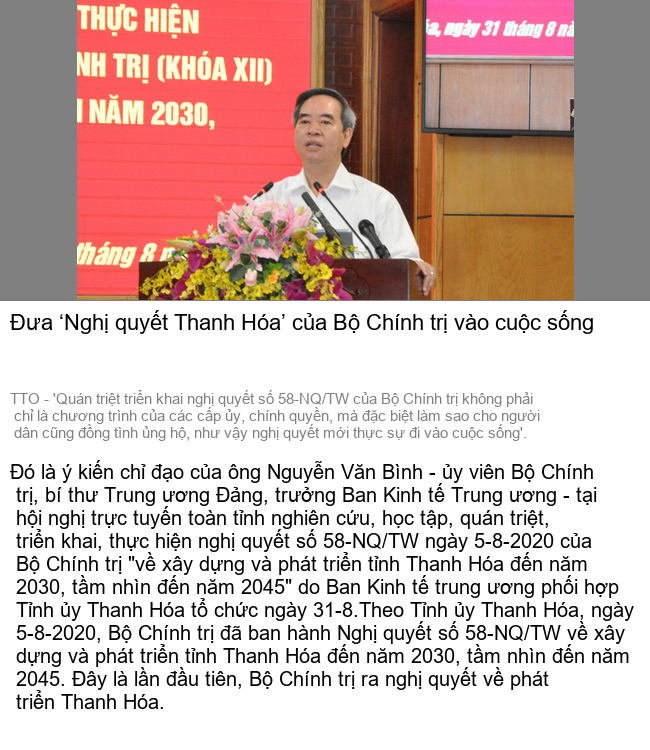 THỰC HIỆN
NH TRỊ (KHÓA XII)
NĂM 2030,
óa, ngày 31 tháng 8 nă
tháng 8 n
Đưa ‘Nghị quyết Thanh Hóa’ của Bộ Chính trị vào cuộc sống
TTO - 'Quán triệt triển khai nghị quyết số 58-NQ/TW của Bộ Chính trị không phải
chỉ là chương trình của các cấp ủy, chính quyền, mà đặc biệt làm sao cho người
dân cũng đồng tình ủng hộ, như vậy nghị quyết mới thực sự đi vào cuộc sống'.
Đó là ý kiến chỉ đạo của ông Nguyễn Văn Bình - ủy viên Bộ Chính
trị, bí thư Trung ương Đảng, trưởng Ban Kinh tế Trung ương - tại
hội nghị trực tuyến toàn tỉnh nghiên cứu, học tập, quán triệt,
triển khai, thực hiện nghị quyết số 58-NQ/TW ngày 5-8-2020 của
Bộ Chính trị "về xây dựng và phát triển tỉnh Thanh Hóa đến năm
2030, tầm nhìn đến năm 2045" do Ban Kinh tế trung ương phối hợp
Tỉnh ủy Thanh Hóa tổ chức ngày 31-8.Theo Tỉnh ủy Thanh Hóa, ngày
5-8-2020, Bộ Chính trị đã ban hành Nghị quyết số 58-NQ/TW về xây
dựng và phát triển tỉnh Thanh Hóa đến năm 2030, tầm nhìn đến năm
2045. Đây là lần đầu tiên, Bộ Chính trị ra nghị quyết về phát
triển Thanh Hóa.